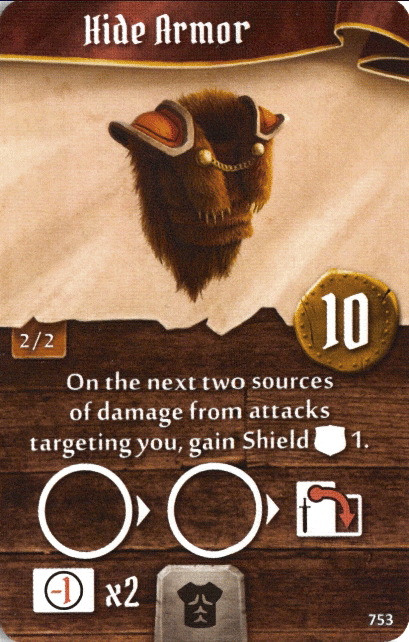 Hide Armor
10
2/2
On the next two sources
of damage from attacks
targeting you, gain Shield 1.
-1 x2
753